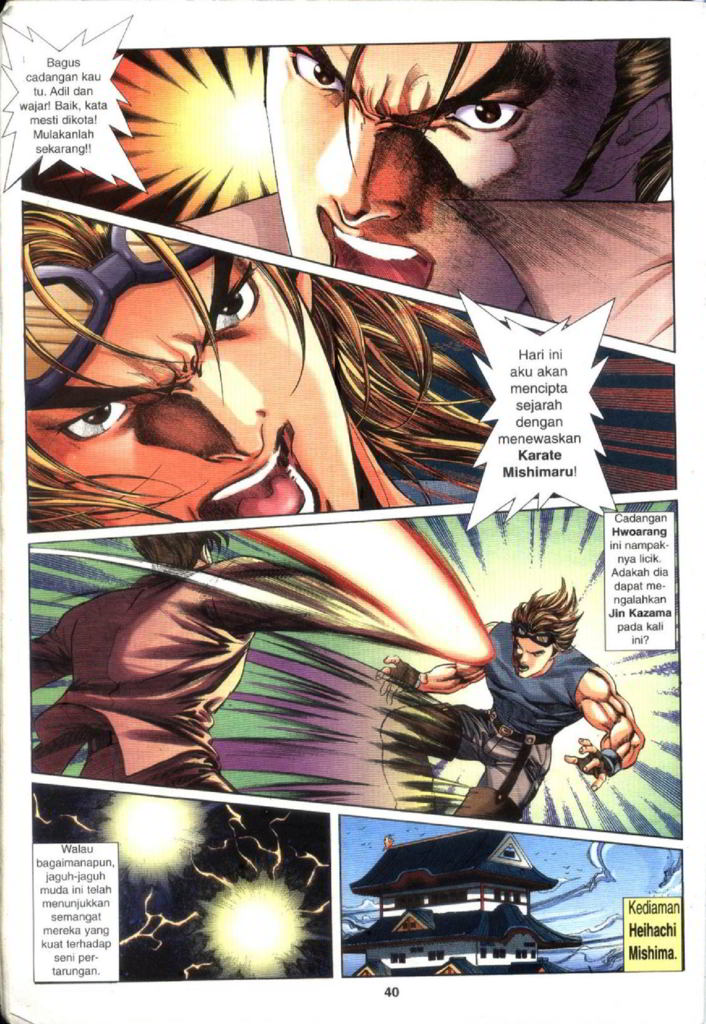 Bagus
cadangan kau
tu. Adil dan
wajar! Baik, kata
mesti dikota!
Mulakanlah
sekarang!!
Hari ini
aku akan
mencipta
sejarah
dengan
menewaskan
Karate
Mishimaru!
Cadangan
Hwoarang
ini nampak-
nya licik.
Adakah dia
dapat me-
ngalahkan
Jin Kazama
pada kali
ini?
Walau
bagaimanapun,
jaguh-jaguh
muda ini telah
menunjukkan
semangat
mereka yang
kuat terhadap
seni per-
tarungan.
Kediaman
Heihachi
Mishima.
40